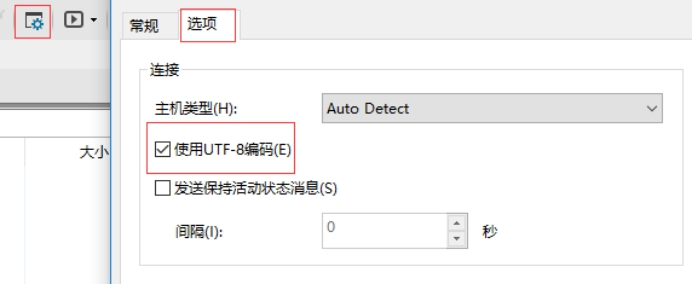 常规
选项
连接
主机类型(H):
Auto Detect
大小
使用UTF-8编码(E)
发送保持活动状态消息(S)
间隔(I):
0
秒